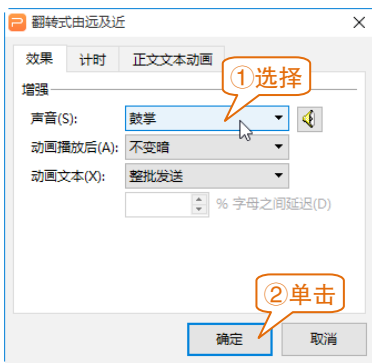 翻转式由远及近
效果 计时 正文文本动画
①选择
增强
声音(S): 鼓掌
动画播放后(A): 不变暗
动画文本(X): 整批发送
% 字母之间延迟(D)
②单击
确定 取消